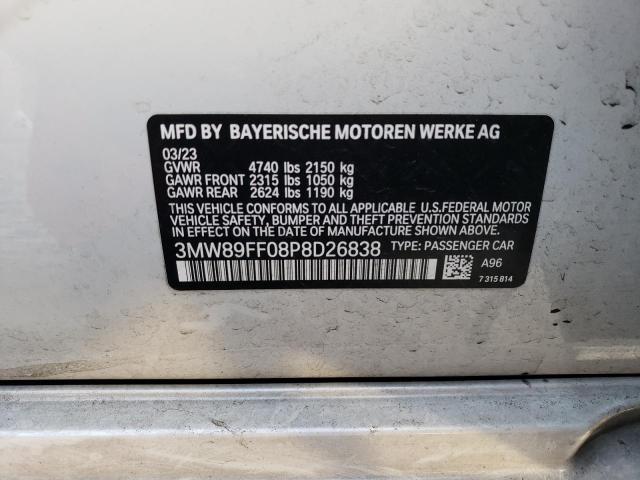 MFD BY BAYERISCHE MOTOREN WERKE AG
03/23
GVWR 4740 lbs 2150 kg
GAWR FRONT 2315 lbs 1050 kg
GAWR REAR 2624 lbs 1190 kg
THIS VEHICLE CONFORMS TO ALL APPLICABLE U.S.FEDERAL MOTOR
VEHICLE SAFETY, BUMPER AND THEFT PREVENTION STANDARDS
IN EFFECT ON THE DATE OF MANUFACTURE SHOWN ABOVE.
3MW89FF08P8D26838 TYPE: PASSENGER CAR
A96
7 315 814